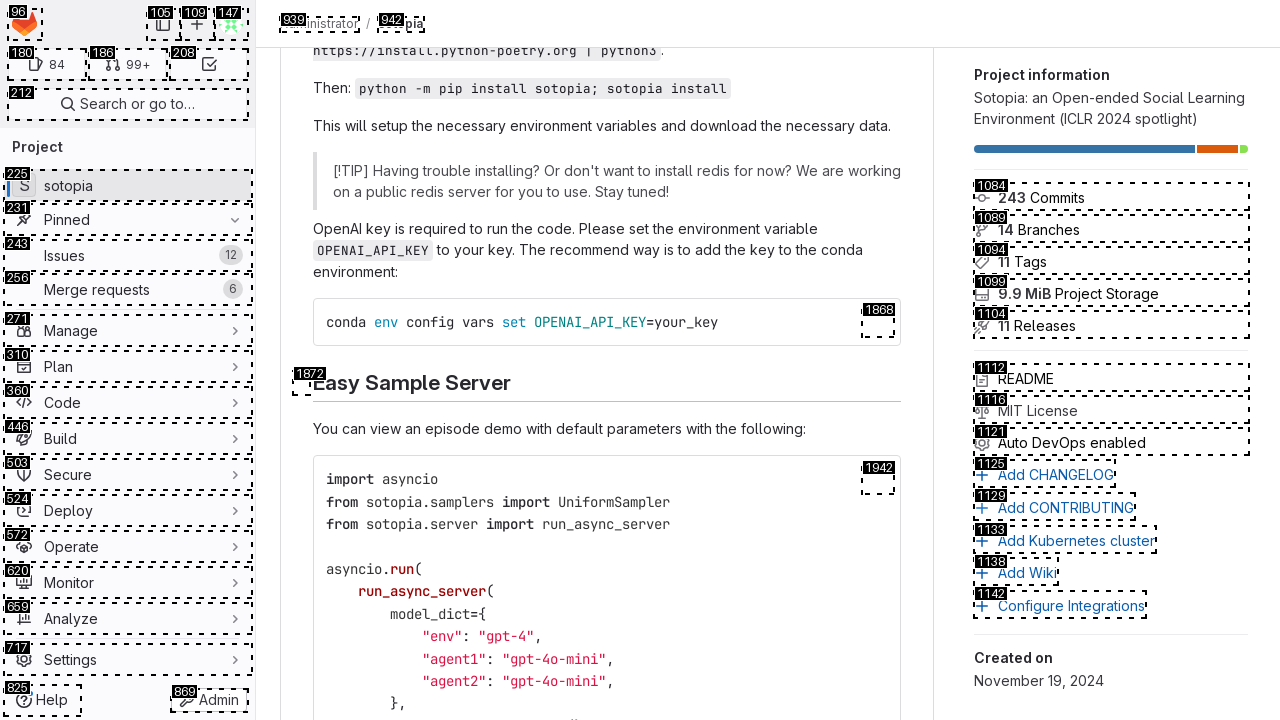 96
105
109
147
180
84
186
99+
208
212
Search or go to…
Project
225
S
sotopia
231
Pinned
243
Issues
12
256
Merge requests
6
271
Manage
310
Plan
360
Code
446
Build
503
Secure
524
Deploy
572
Operate
620
Monitor
659
Analyze
717
Settings
825
Help
869
Admin
939
Administrator
/
942
sotopia
https://install.python-poetry.org | python3.
Then: python -m pip install sotopia; sotopia install
This will setup the necessary environment variables and download the necessary data.
[!TIP] Having trouble installing? Or don't want to install redis for now? We are working
on a public redis server for you to use. Stay tuned!
OpenAI key is required to run the code. Please set the environment variable
OPENAI_API_KEY to your key. The recommend way is to add the key to the conda
environment:
1868
conda env config vars set OPENAI_API_KEY=your_key
1872
Easy Sample Server
You can view an episode demo with default parameters with the following:
1942
import asyncio
from sotopia.samplers import UniformSampler
from sotopia.server import run_async_server
asyncio.run(
run_async_server(
model_dict={
"env": "gpt-4",
"agent1": "gpt-4o-mini",
"agent2": "gpt-4o-mini",
},
Project information
Sotopia: an Open-ended Social Learning
Environment (ICLR 2024 spotlight)
1084
243 Commits
1089
14 Branches
1094
11 Tags
1099
9.9 MiB Project Storage
1104
11 Releases
1112
README
1116
MIT License
1121
Auto DevOps enabled
1125
Add CHANGELOG
1129
Add CONTRIBUTING
1133
Add Kubernetes cluster
1138
Add Wiki
1142
Configure Integrations
Created on
November 19, 2024